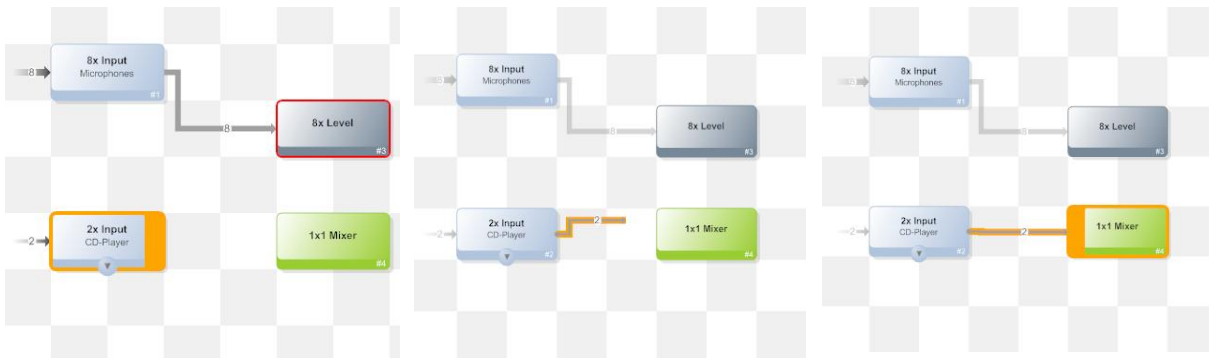 8x Input
Microphones
8
#1
8
8x Level
#3
2x Input
CD-Player
2
1x1 Mixer
#4
8x Input
Microphones
8
#1
8
8x Level
#3
2x Input
CD-Player
2
2
#2
1x1 Mixer
#4
8x Input
Microphones
8
#1
8
8x Level
#3
2x Input
CD-Player
2
2
#2
1x1 Mixer
#4